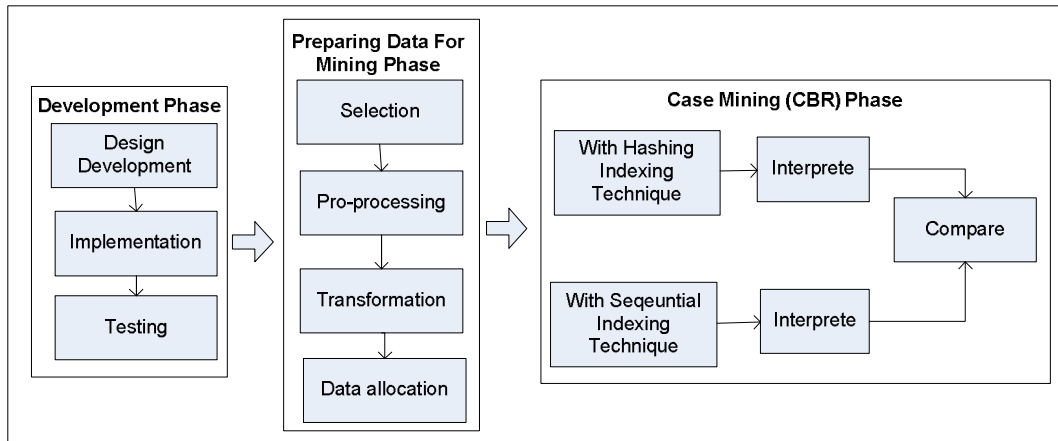 Development Phase
Design
Development
Implementation
Testing
Preparing Data For
Mining Phase
Selection
Pro-processing
Transformation
Data allocation
Case Mining (CBR) Phase
With Hashing
Indexing
Technique
Interprete
With Seqeuntial
Indexing
Technique
Interprete
Compare